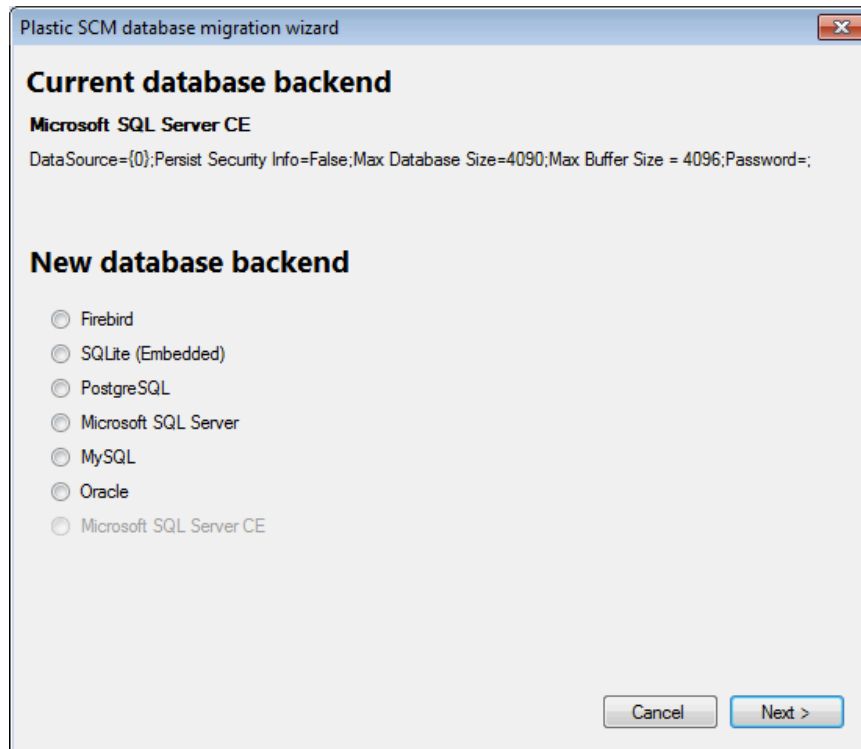 Plastic SCM database migration wizard
Current database backend
Microsoft SQL Server CE
DataSource={0};Persist Security Info=False;Max Database Size=4090;Max Buffer Size = 4096;Password=;
New database backend
Firebird
SQLite (Embedded)
PostgreSQL
Microsoft SQL Server
MySQL
Oracle
Microsoft SQL Server CE
Cancel
Next >